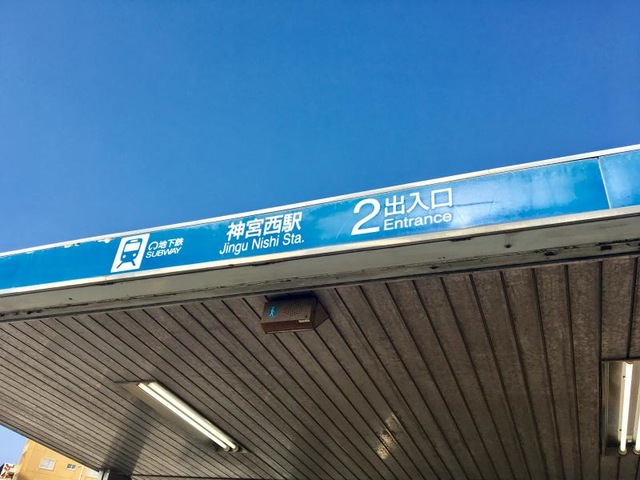 地下鉄
SUBWAY
神宮西駅
Jingu Nishi Sta.
2 出入口
Entrance